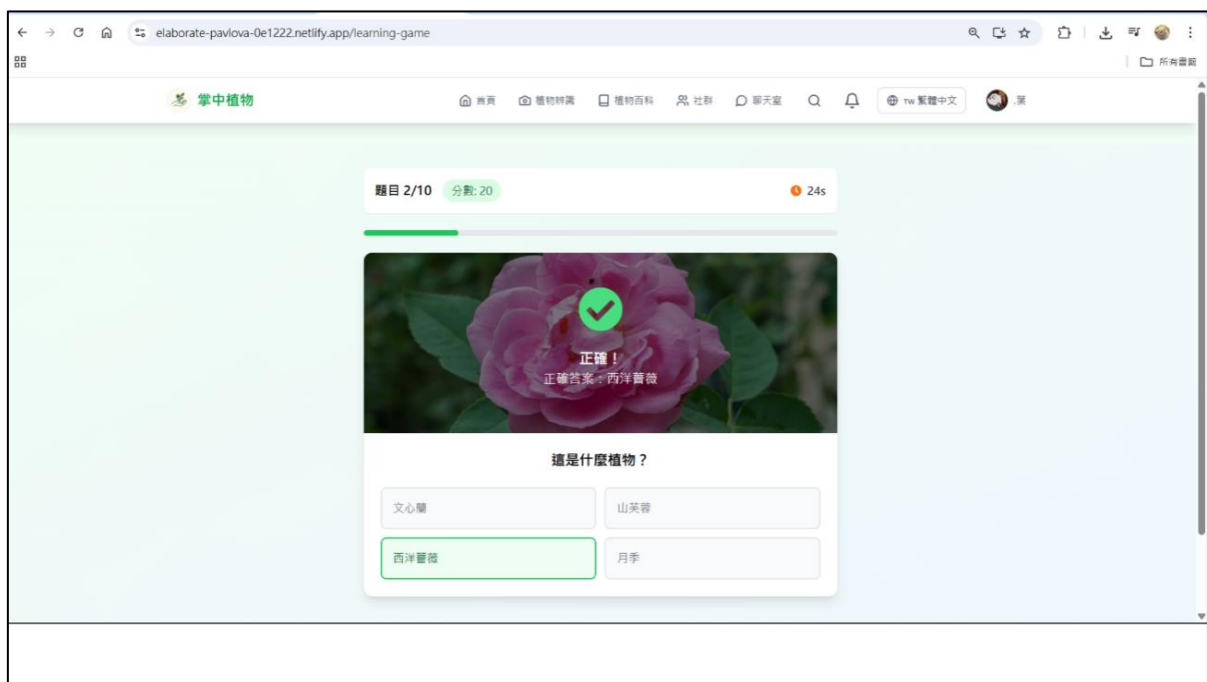 elaborate-pavlova-0e1222.netlify.app/learning-game
所有書籤
掌中植物
首頁
植物辨識
植物百科
社群
聊天室
TW 繁體中文
.葉
題目 2/10
分數: 20
24s
正確！
正確答案：西洋薔薇
這是什麼植物？
文心蘭
山芙蓉
西洋薔薇
月季